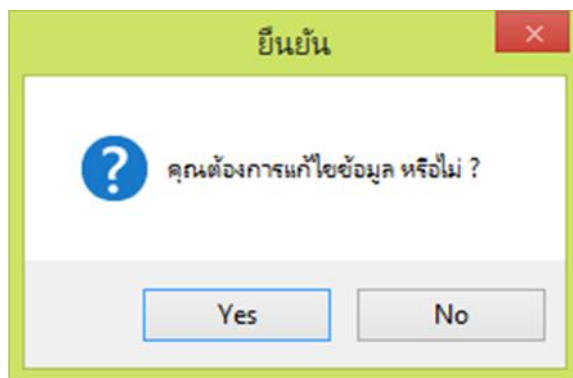 ยืนยัน
คุณต้องการแก้ไขข้อมูล หรือไม่ ?
Yes
No